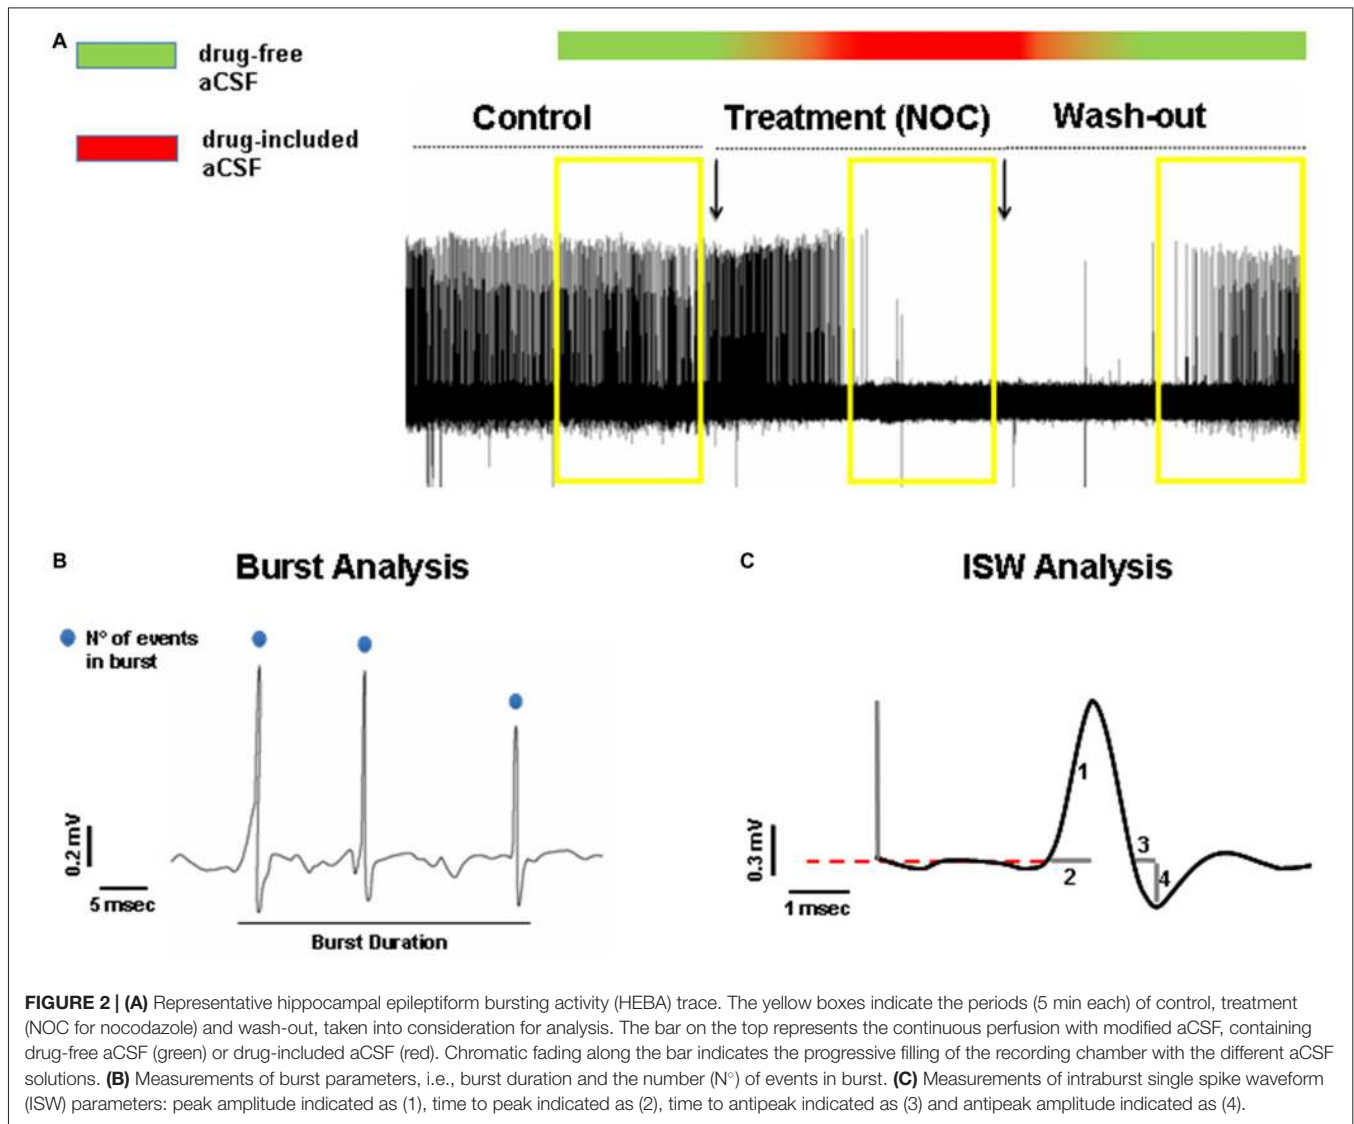 A
drug-free
aCSF
drug-included
aCSF
Control
Treatment (NOC)
Wash-out
B
Burst Analysis
N° of events
in burst
0.2 mV
5 msec
Burst Duration
C
ISW Analysis
1
2
3
4
0.3 mV
1 msec
FIGURE 2 | (A) Representative hippocampal epileptiform bursting activity (HEBA) trace. The yellow boxes indicate the periods (5 min each) of control, treatment
(NOC for nocodazole) and wash-out, taken into consideration for analysis. The bar on the top represents the continuous perfusion with modified aCSF, containing
drug-free aCSF (green) or drug-included aCSF (red). Chromatic fading along the bar indicates the progressive filling of the recording chamber with the different aCSF
solutions. (B) Measurements of burst parameters, i.e., burst duration and the number (N°) of events in burst. (C) Measurements of intraburst single spike waveform
(ISW) parameters: peak amplitude indicated as (1), time to peak indicated as (2), time to antipeak indicated as (3) and antipeak amplitude indicated as (4).